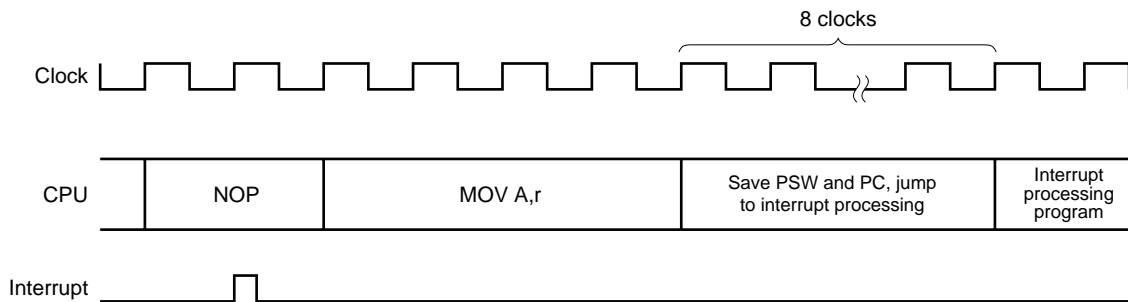 8 clocks
Clock
CPU
NOP
MOV A,r
Save PSW and PC, jump
to interrupt processing
Interrupt
processing
program
Interrupt